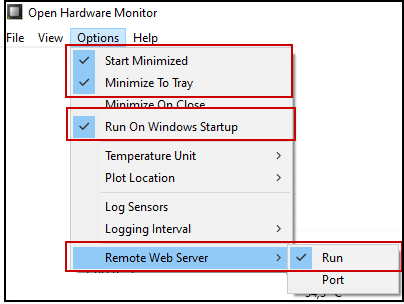 Open Hardware Monitor
File View Options Help
Start Minimized
Minimize To Tray
Minimize On Close
Run On Windows Startup
Temperature Unit
Plot Location
Log Sensors
Logging Interval
Remote Web Server
Run
Port